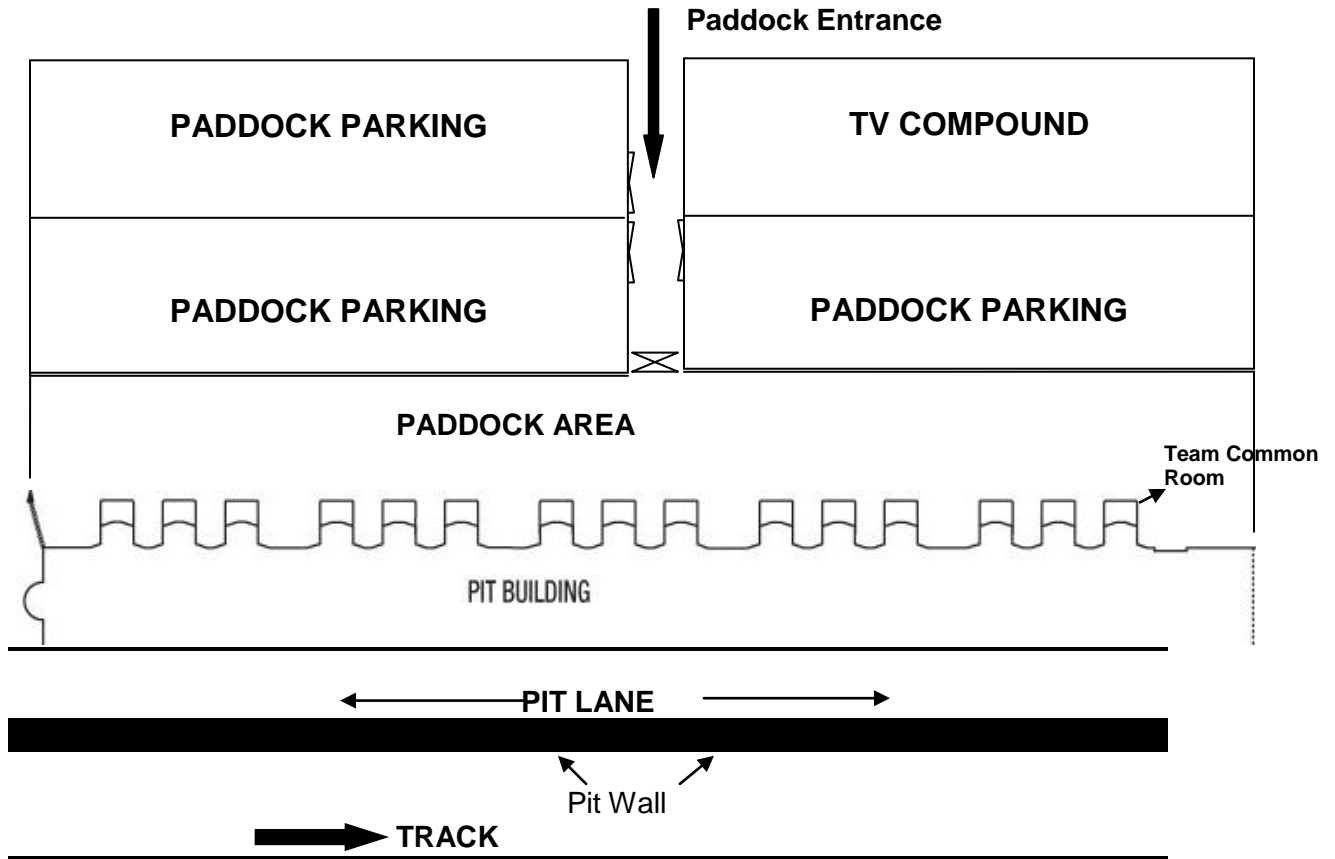 Paddock Entrance
PADDOCK PARKING
TV COMPOUND
PADDOCK PARKING
PADDOCK PARKING
PADDOCK AREA
Team Common
Room
PIT BUILDING
PIT LANE
Pit Wall
TRACK